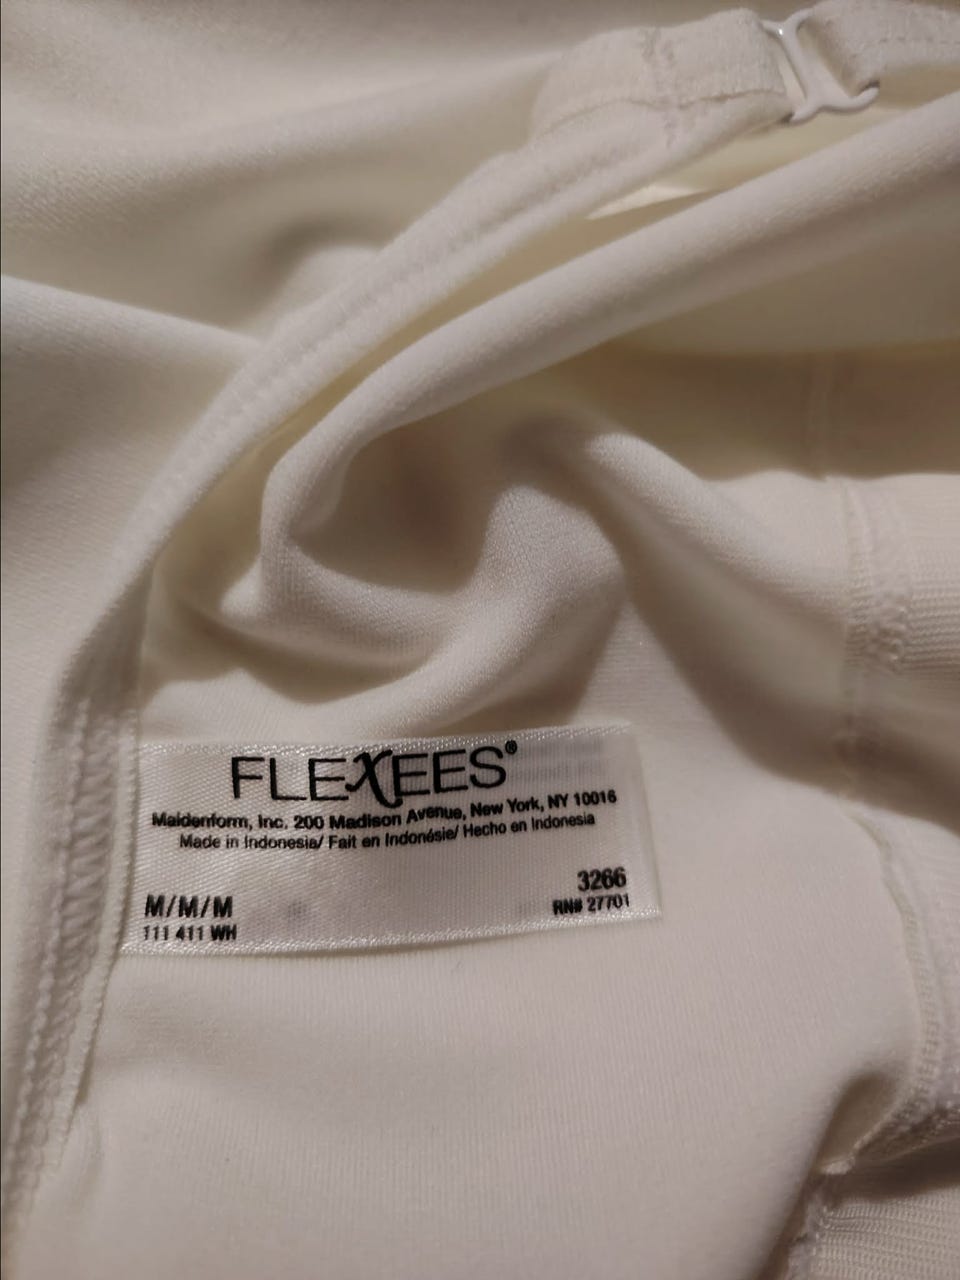 FLEXEES®
Maidenform, Inc. 200 Madison Avenue, New York, NY 10016
Made in Indonesia/ Fait en Indonésie/ Hecho en Indonesia
3266
M/M/M
RN# 27701
111 411 WH